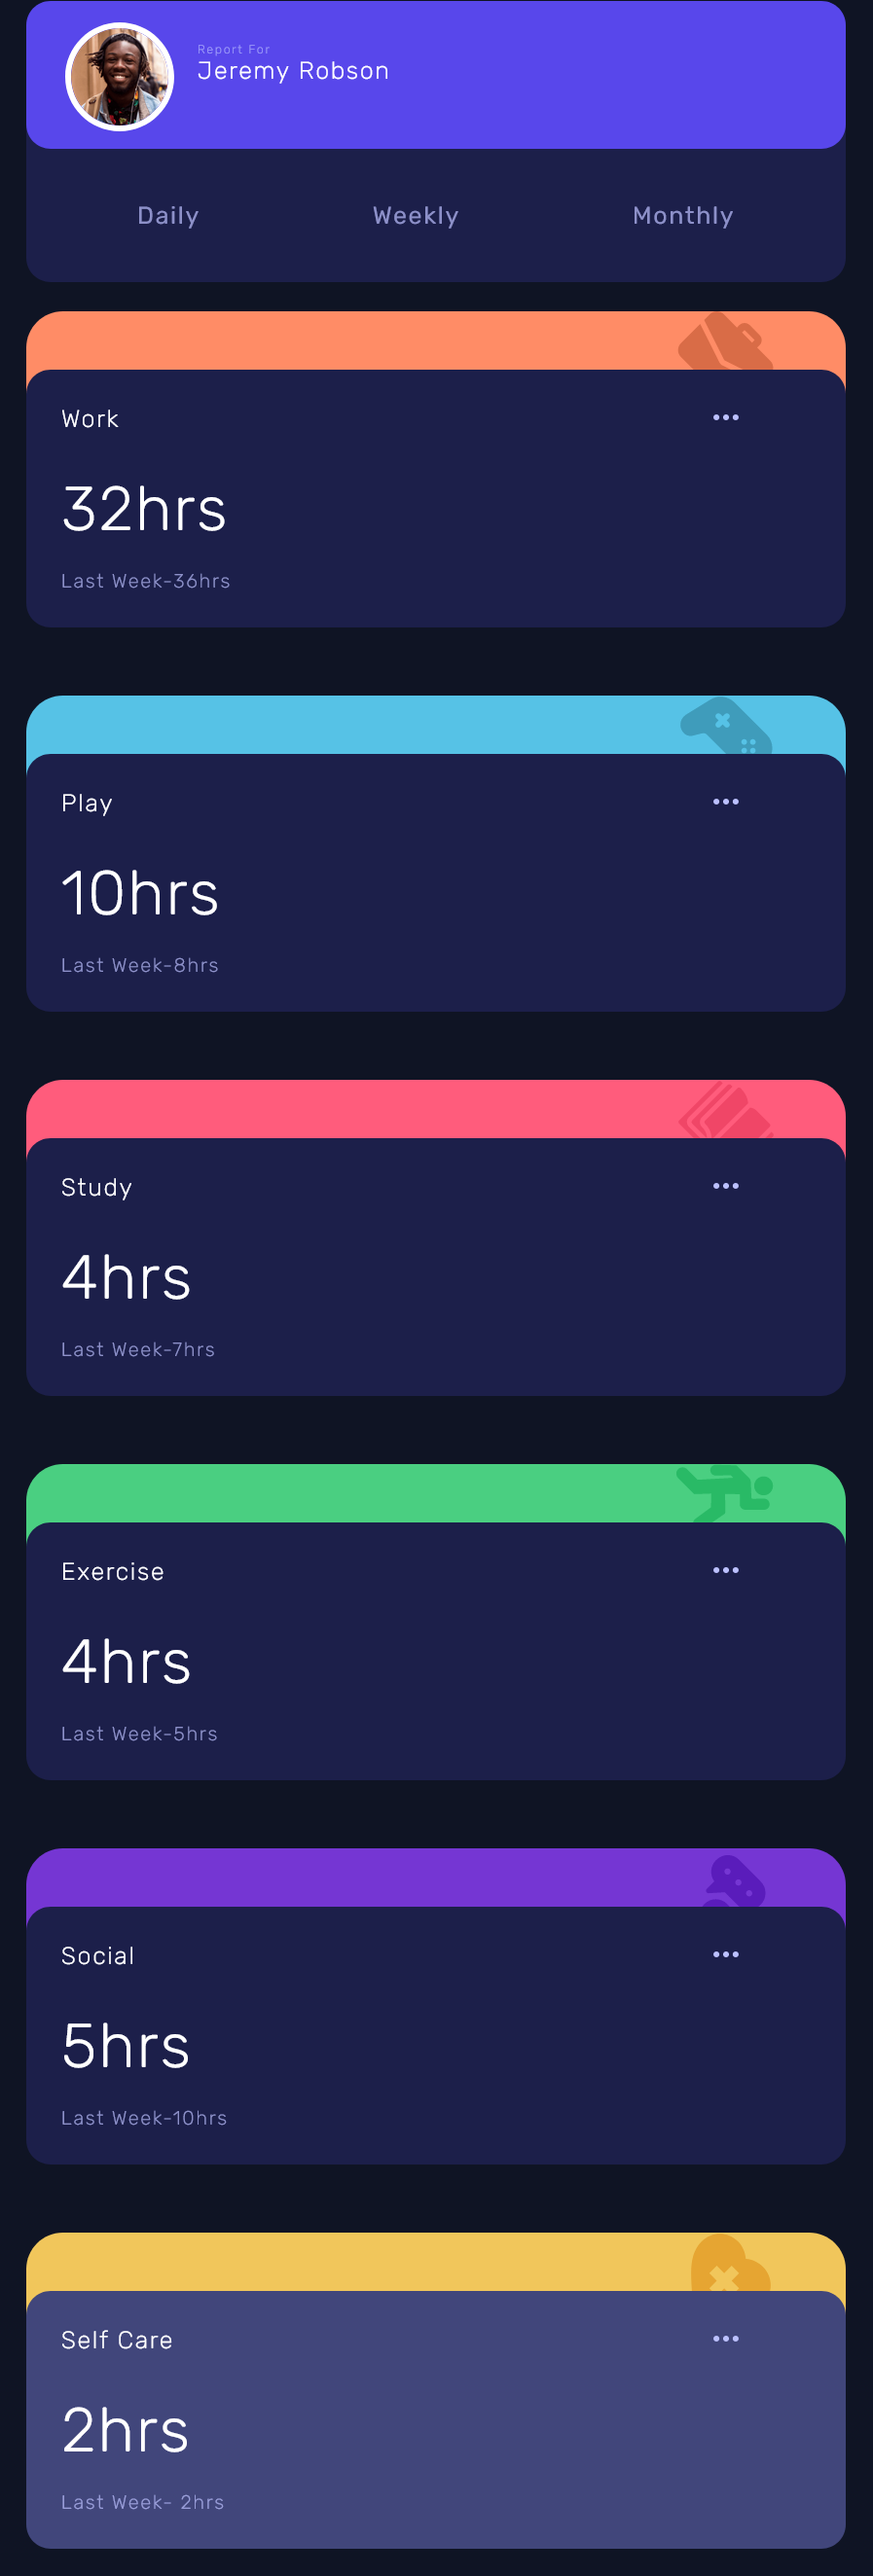 Report For
Jeremy Robson
Daily Weekly Monthly
Work
32hrs
Last Week-36hrs
Play
10hrs
Last Week-8hrs
Study
4hrs
Last Week-7hrs
Exercise
4hrs
Last Week-5hrs
Social
5hrs
Last Week-10hrs
Self Care
2hrs
Last Week- 2hrs